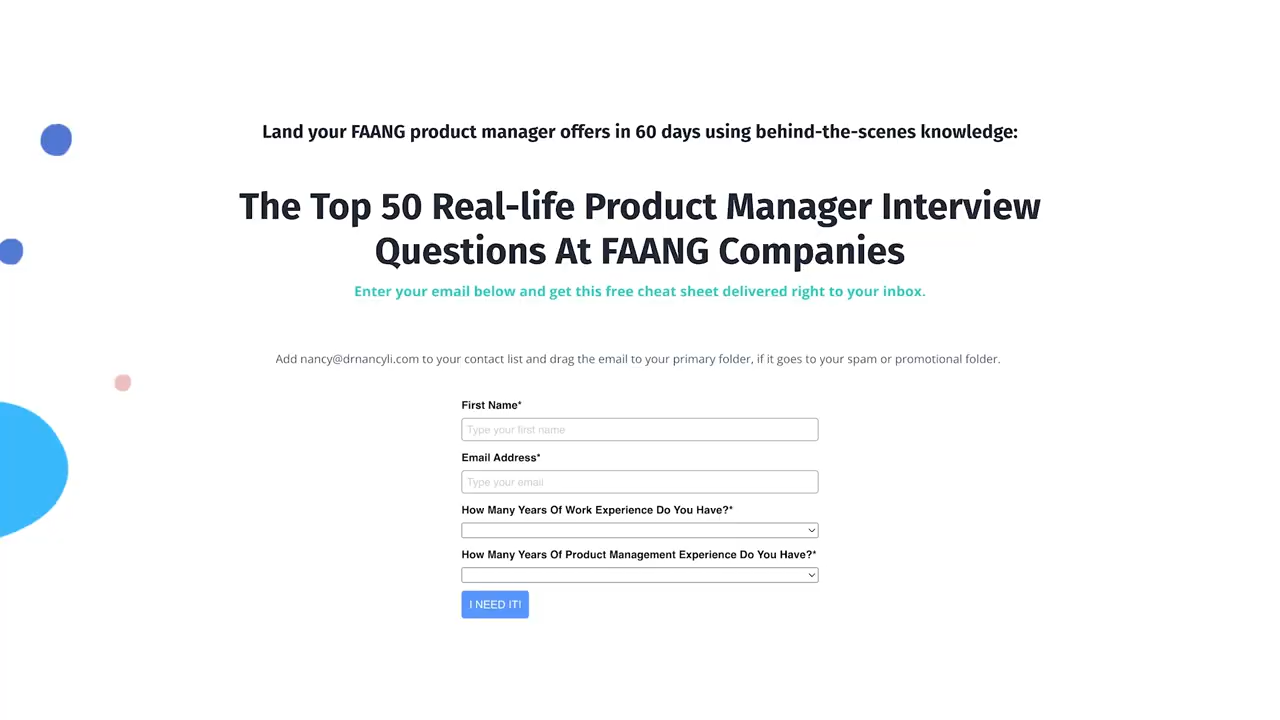 Land your FAANG product manager offers in 60 days using behind-the-scenes knowledge:
The Top 50 Real-life Product Manager Interview
Questions At FAANG Companies
Enter your email below and get this free cheat sheet delivered right to your inbox.
Add nancy@drnancyli.com to your contact list and drag the email to your primary folder, if it goes to your spam or promotional folder.
First Name*
Type your first name
Email Address*
Type your email
How Many Years Of Work Experience Do You Have?*
How Many Years Of Product Management Experience Do You Have?*
I NEED IT!